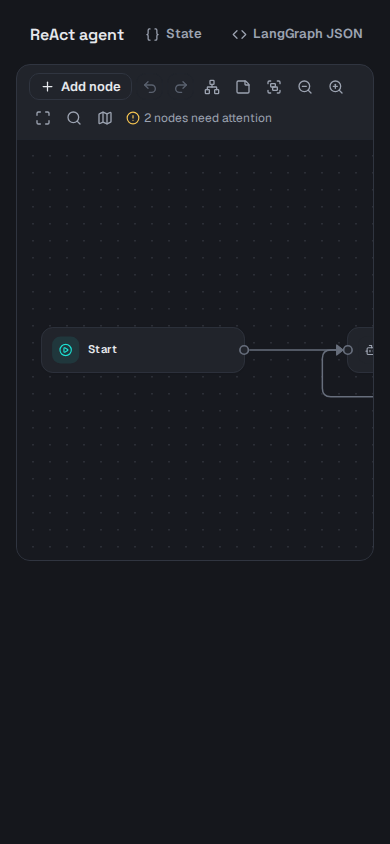 ReAct agent {} State <> LangGraph JSON
+ Add node
2 nodes need attention
Start